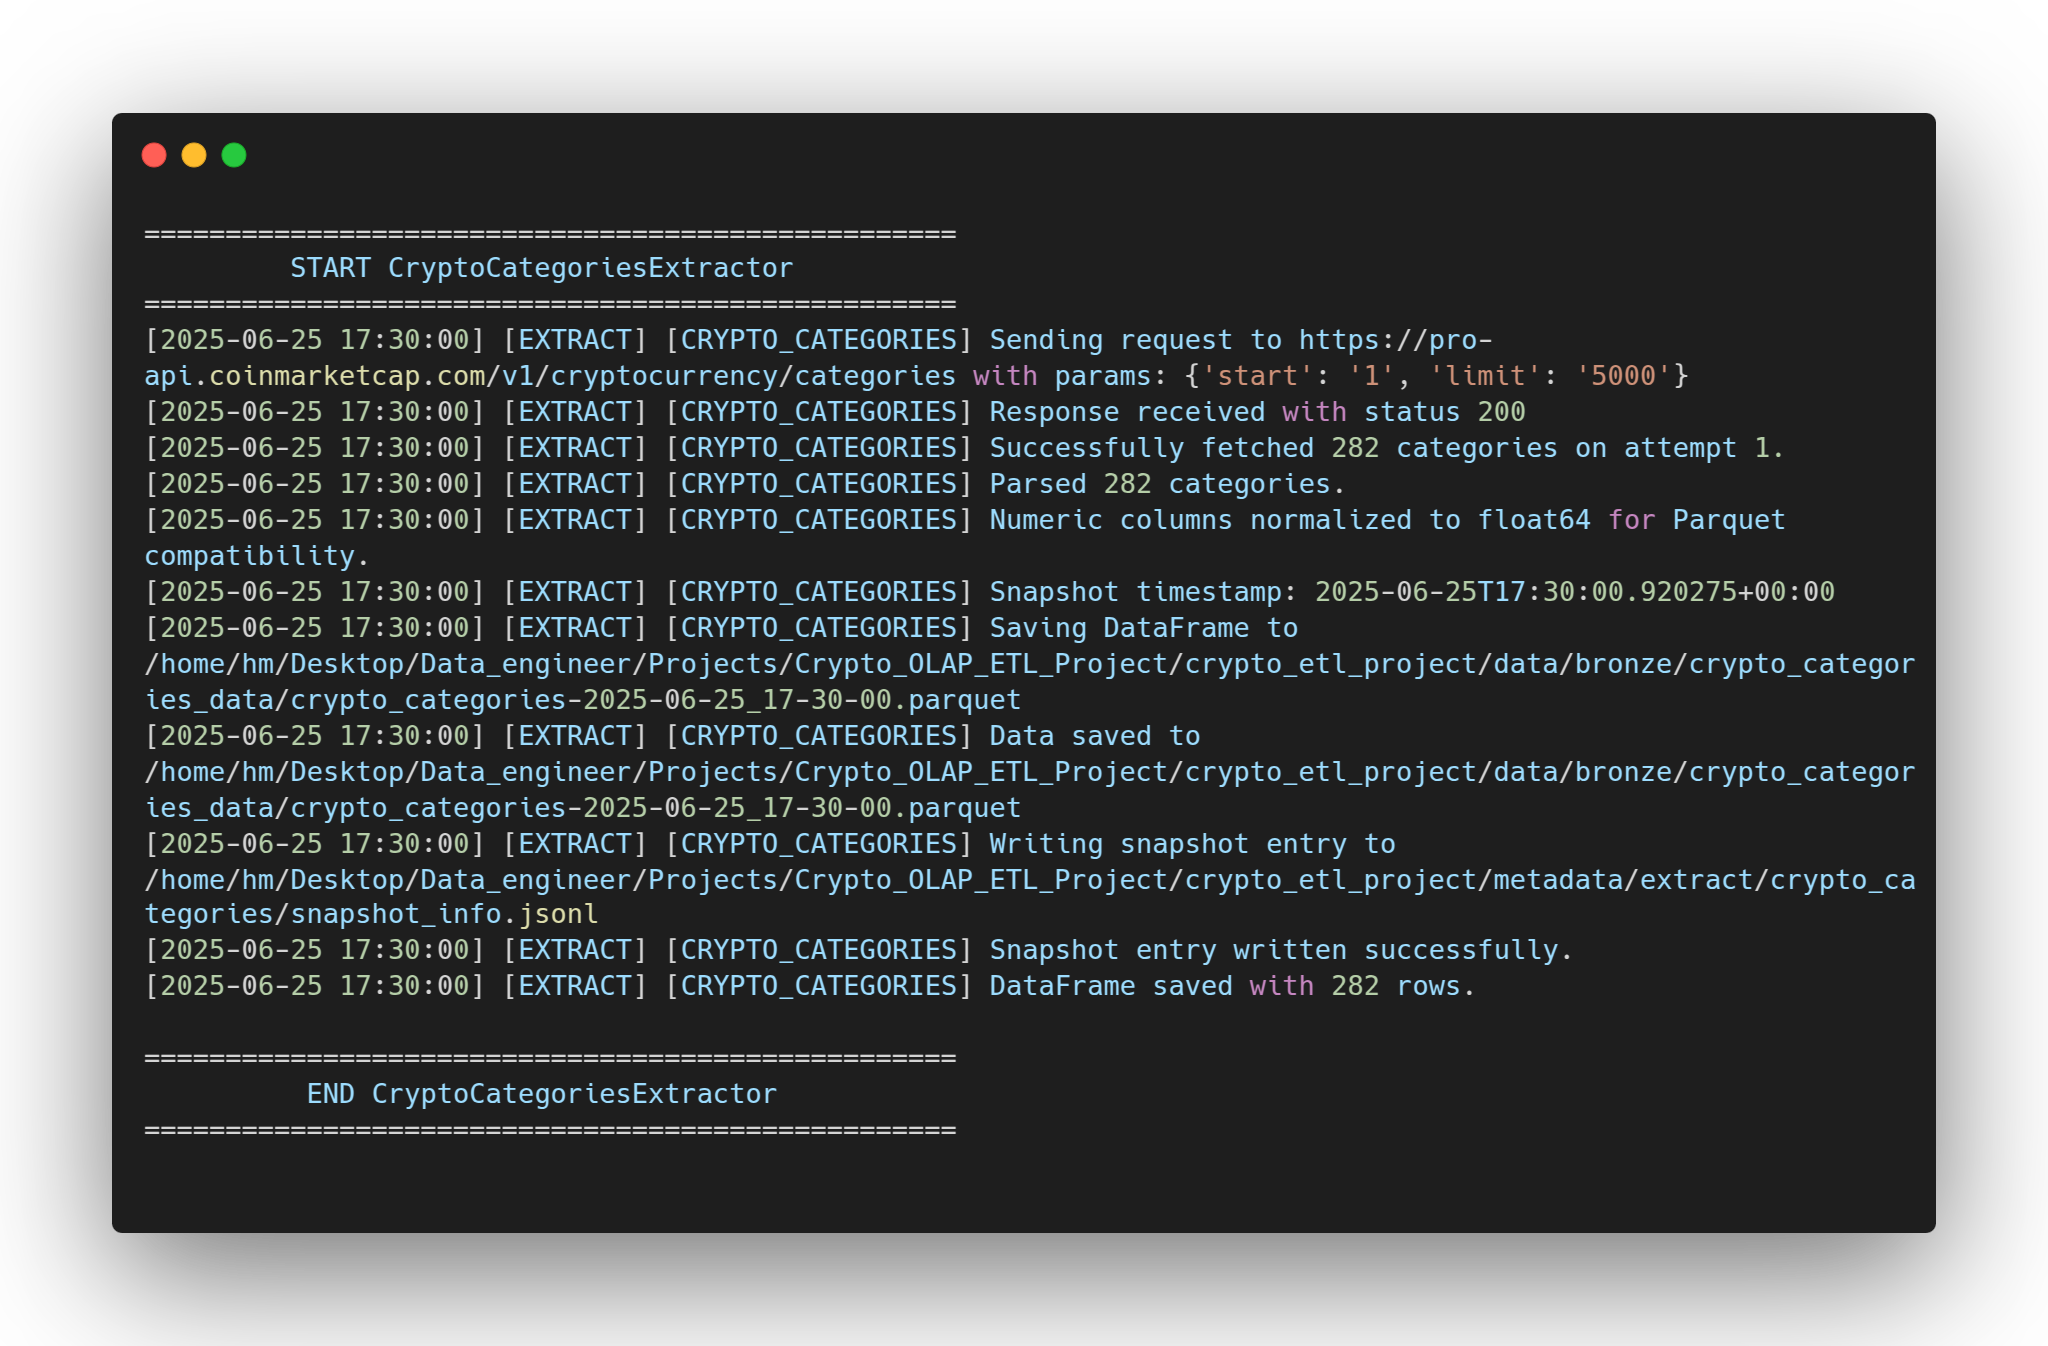 ==================================================
START CryptoCategoriesExtractor
==================================================
[2025-06-25 17:30:00] [EXTRACT] [CRYPTO_CATEGORIES] Sending request to https://pro-
api.coinmarketcap.com/v1/cryptocurrency/categories with params: {'start': '1', 'limit': '5000'}
[2025-06-25 17:30:00] [EXTRACT] [CRYPTO_CATEGORIES] Response received with status 200
[2025-06-25 17:30:00] [EXTRACT] [CRYPTO_CATEGORIES] Successfully fetched 282 categories on attempt 1.
[2025-06-25 17:30:00] [EXTRACT] [CRYPTO_CATEGORIES] Parsed 282 categories.
[2025-06-25 17:30:00] [EXTRACT] [CRYPTO_CATEGORIES] Numeric columns normalized to float64 for Parquet
compatibility.
[2025-06-25 17:30:00] [EXTRACT] [CRYPTO_CATEGORIES] Snapshot timestamp: 2025-06-25T17:30:00.920275+00:00
[2025-06-25 17:30:00] [EXTRACT] [CRYPTO_CATEGORIES] Saving DataFrame to
/home/hm/Desktop/Data_engineer/Projects/Crypto_OLAP_ETL_Project/crypto_etl_project/data/bronze/crypto_categor
ies_data/crypto_categories-2025-06-25_17-30-00.parquet
[2025-06-25 17:30:00] [EXTRACT] [CRYPTO_CATEGORIES] Data saved to
/home/hm/Desktop/Data_engineer/Projects/Crypto_OLAP_ETL_Project/crypto_etl_project/data/bronze/crypto_categor
ies_data/crypto_categories-2025-06-25_17-30-00.parquet
[2025-06-25 17:30:00] [EXTRACT] [CRYPTO_CATEGORIES] Writing snapshot entry to
/home/hm/Desktop/Data_engineer/Projects/Crypto_OLAP_ETL_Project/crypto_etl_project/metadata/extract/crypto_ca
tegories/snapshot_info.jsonl
[2025-06-25 17:30:00] [EXTRACT] [CRYPTO_CATEGORIES] Snapshot entry written successfully.
[2025-06-25 17:30:00] [EXTRACT] [CRYPTO_CATEGORIES] DataFrame saved with 282 rows.
==================================================
END CryptoCategoriesExtractor
==================================================